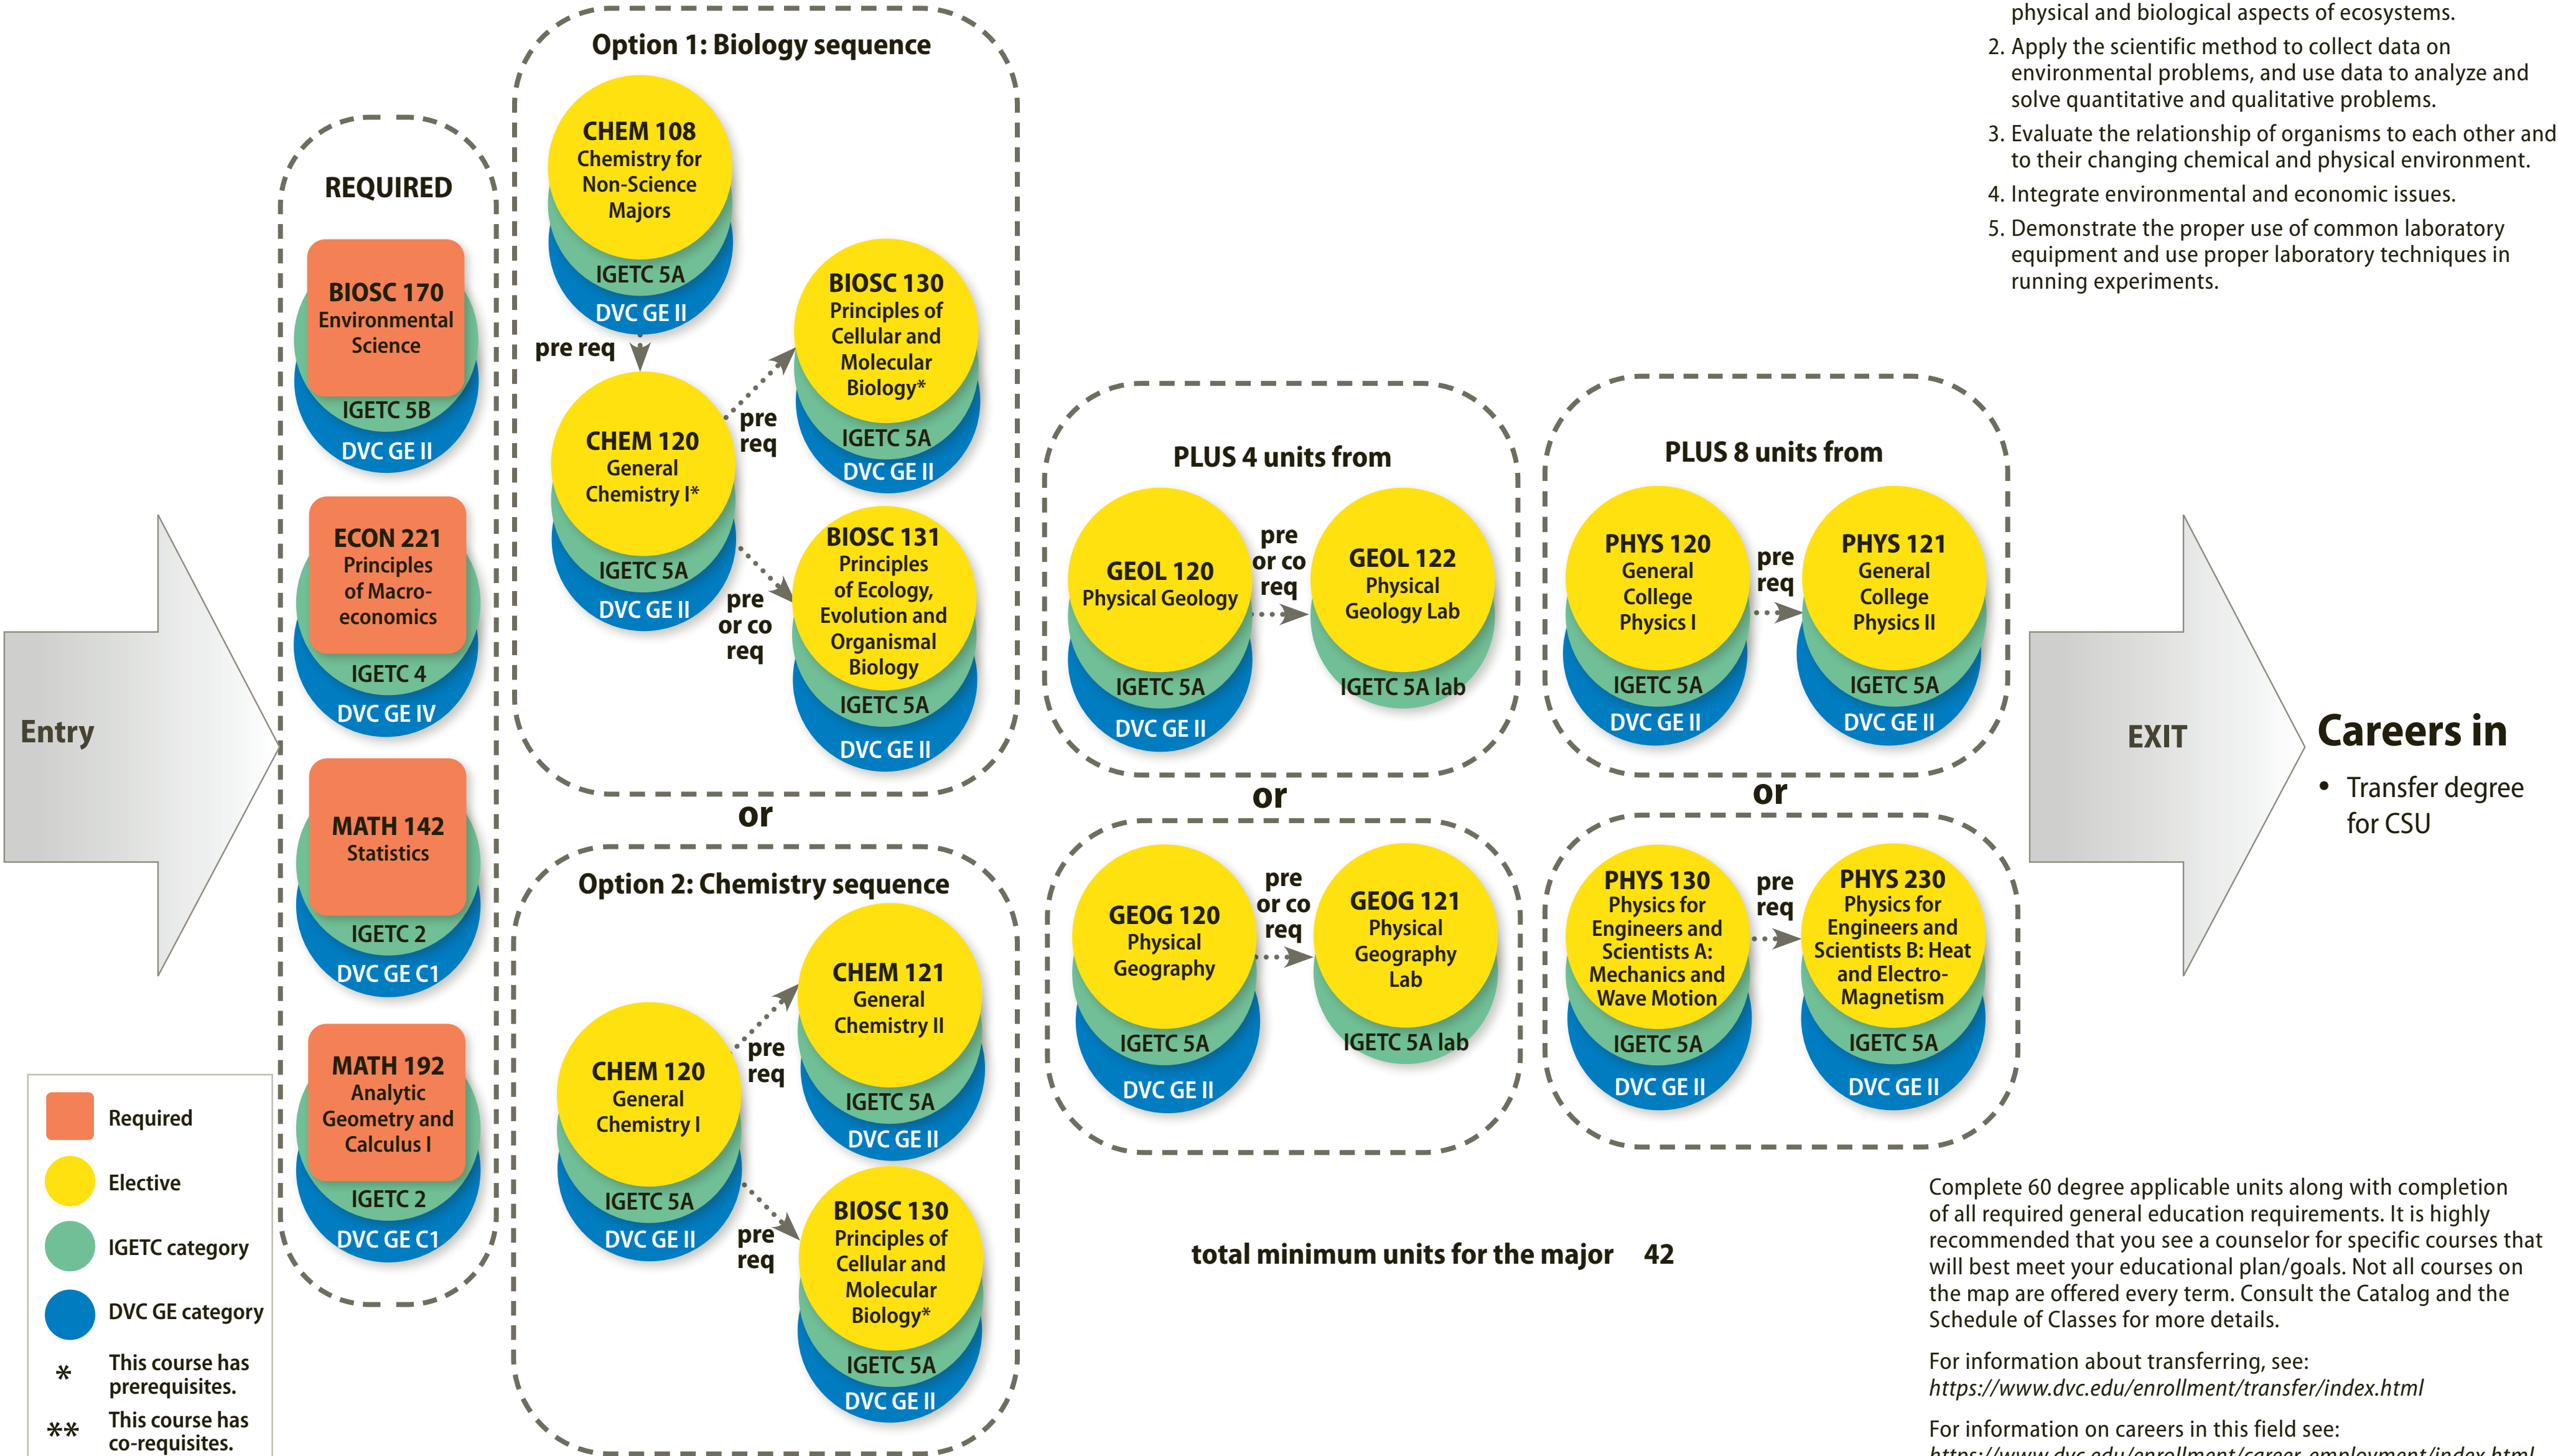 physical and biological aspects of ecosystems.
2. Apply the scientific method to collect data on
environmental problems, and use data to analyze and
solve quantitative and qualitative problems.
3. Evaluate the relationship of organisms to each other and
to their changing chemical and physical environment.
4. Integrate environmental and economic issues.
5. Demonstrate the proper use of common laboratory
equipment and use proper laboratory techniques in
running experiments.
Entry
REQUIRED
BIOSC 170
Environmental
Science
IGETC 5B
DVC GE II
ECON 221
Principles
of Macro-
economics
IGETC 4
DVC GE IV
MATH 142
Statistics
IGETC 2
DVC GE C1
MATH 192
Analytic
Geometry and
Calculus I
IGETC 2
DVC GE C1
Option 1: Biology sequence
CHEM 108
Chemistry for
Non-Science
Majors
IGETC 5A
DVC GE II
pre req
CHEM 120
General
Chemistry I*
IGETC 5A
DVC GE II
pre
req
BIOSC 130
Principles of
Cellular and
Molecular
Biology*
IGETC 5A
DVC GE II
pre
or co
req
BIOSC 131
Principles
of Ecology,
Evolution and
Organismal
Biology
IGETC 5A
DVC GE II
or
Option 2: Chemistry sequence
CHEM 120
General
Chemistry I
IGETC 5A
DVC GE II
pre
req
CHEM 121
General
Chemistry II
IGETC 5A
DVC GE II
pre
req
BIOSC 130
Principles of
Cellular and
Molecular
Biology*
IGETC 5A
DVC GE II
PLUS 4 units from
GEOL 120
Physical Geology
IGETC 5A
DVC GE II
pre
or co
req
GEOL 122
Physical
Geology Lab
IGETC 5A lab
or
GEOG 120
Physical
Geography
IGETC 5A
DVC GE II
pre
or co
req
GEOG 121
Physical
Geography
Lab
IGETC 5A lab
PLUS 8 units from
PHYS 120
General
College
Physics I
IGETC 5A
DVC GE II
pre
req
PHYS 121
General
College
Physics II
IGETC 5A
DVC GE II
or
PHYS 130
Physics for
Engineers and
Scientists A:
Mechanics and
Wave Motion
IGETC 5A
DVC GE II
pre
req
PHYS 230
Physics for
Engineers and
Scientists B: Heat
and Electro-
Magnetism
IGETC 5A
DVC GE II
EXIT
Careers in
• Transfer degree
for CSU
total minimum units for the major 42
Required
Elective
IGETC category
DVC GE category
* This course has
prerequisites.
** This course has
co-requisites.
Complete 60 degree applicable units along with completion
of all required general education requirements. It is highly
recommended that you see a counselor for specific courses that
will best meet your educational plan/goals. Not all courses on
the map are offered every term. Consult the Catalog and the
Schedule of Classes for more details.
For information about transferring, see:
https://www.dvc.edu/enrollment/transfer/index.html
For information on careers in this field see:
https://www.dvc.edu/enrollment/career-employment/index.html